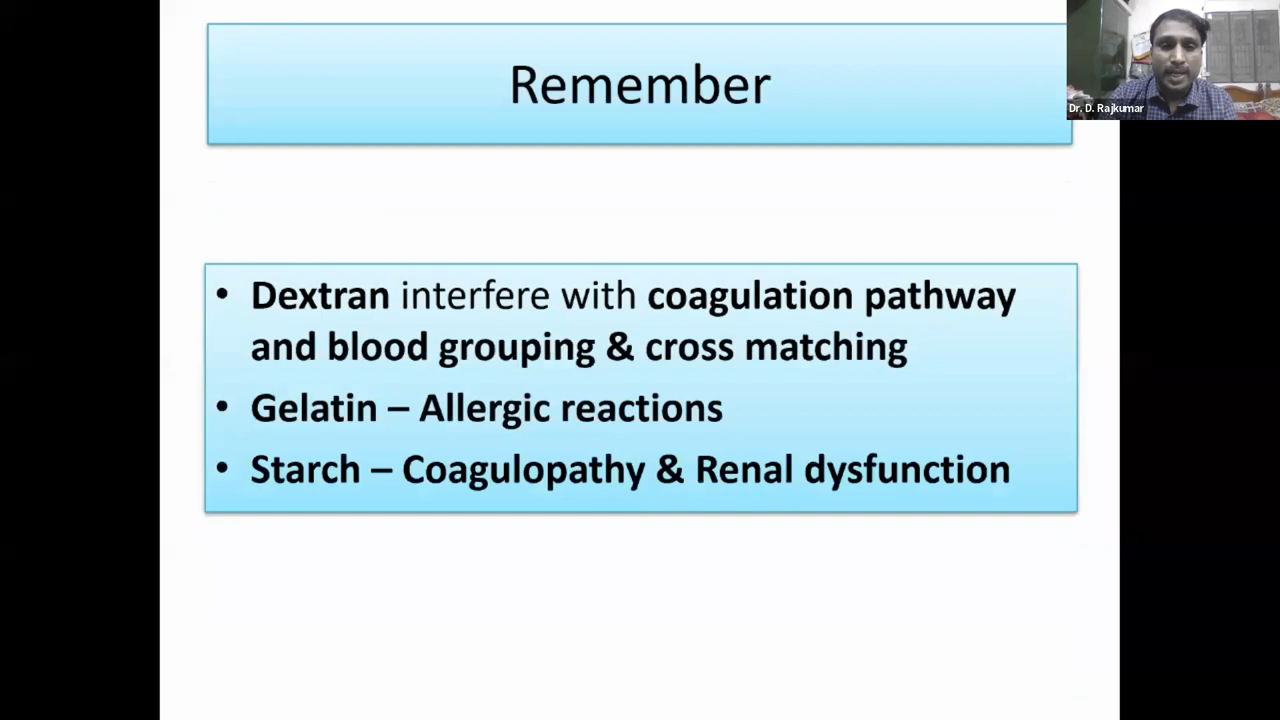 Remember
Dr. D. Rajkumar
• Dextran interfere with coagulation pathway
and blood grouping & cross matching
• Gelatin – Allergic reactions
• Starch – Coagulopathy & Renal dysfunction